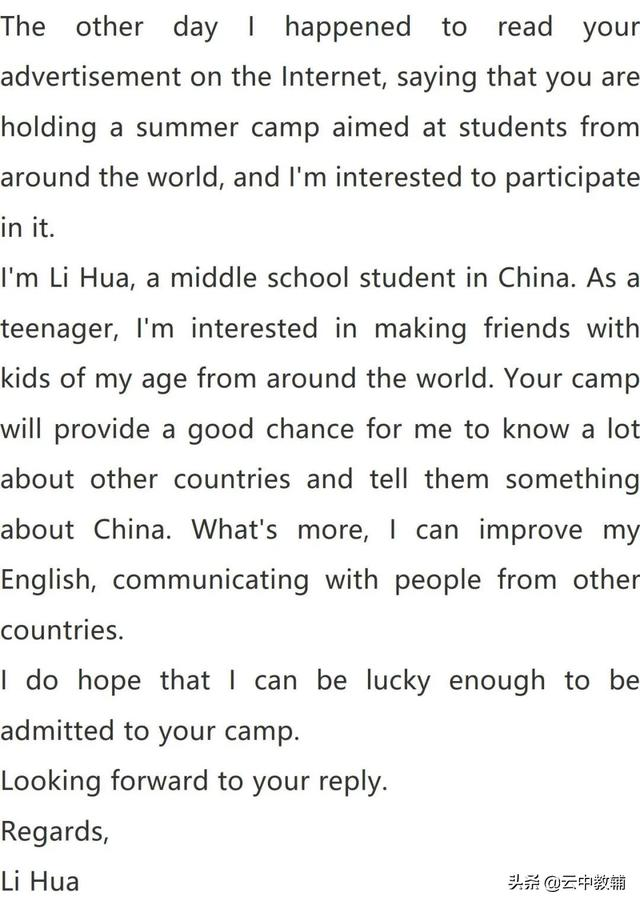 The other day I happened to read your
advertisement on the Internet, saying that you are
holding a summer camp aimed at students from
around the world, and I'm interested to participate
in it.
I'm Li Hua, a middle school student in China. As a
teenager, I'm interested in making friends with
kids of my age from around the world. Your camp
will provide a good chance for me to know a lot
about other countries and tell them something
about China. What's more, I can improve my
English, communicating with people from other
countries.
I do hope that I can be lucky enough to be
admitted to your camp.
Looking forward to your reply.
Regards,
Li Hua
头条 @云中教辅